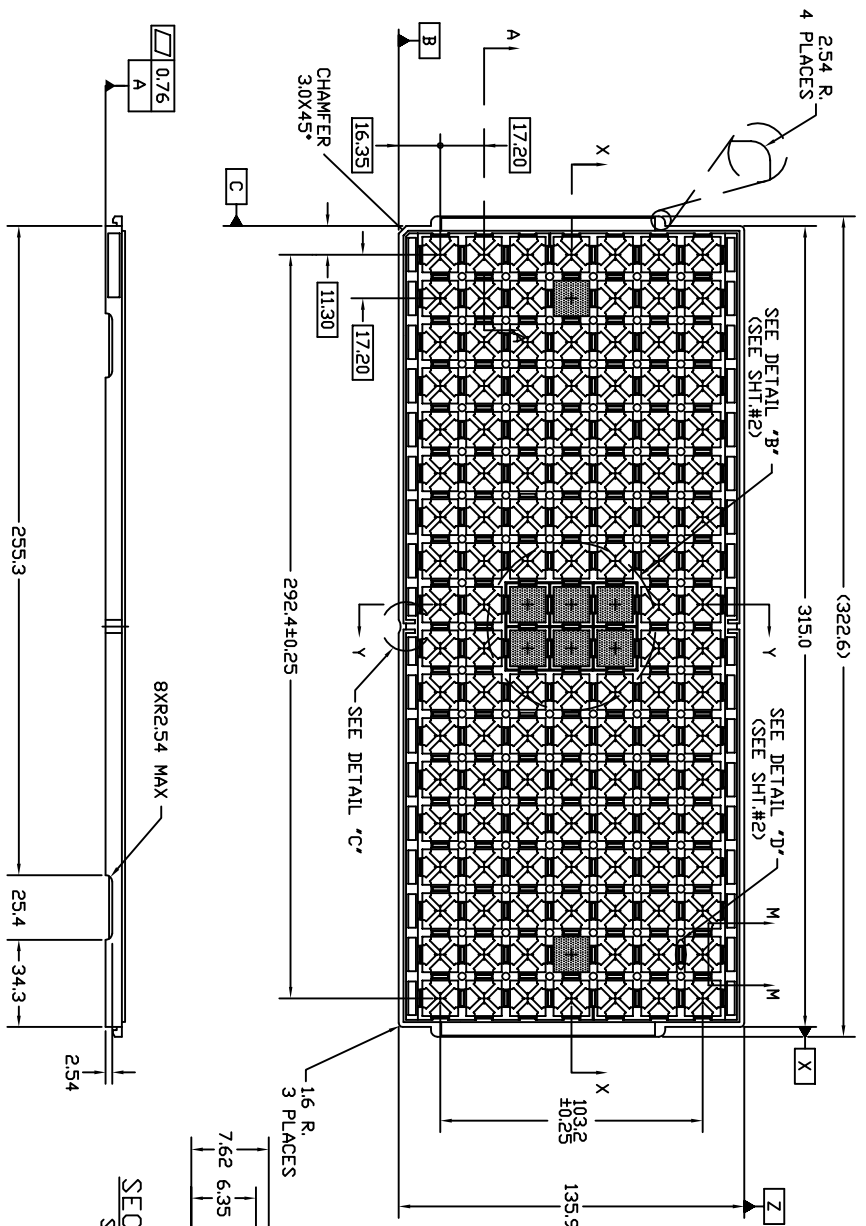 2.54 R.
4 PLACES
(322.6)
315.0
SEE DETAIL "B"
(SEE SHT.#2)
SEE DETAIL "D"
(SEE SHT.#2)
X
Z
X
X
Y
Y
M
M
A
B
17.20
16.35
CHAMFER
3.0X45°
C
11.30
17.20
292.4±0.25
SEE DETAIL "C"
103.2
±0.25
135.9
1.6 R.
3 PLACES
0.76
A
255.3
25.4
34.3
8XR2.54 MAX
2.54
7.62
6.35
SEC
S